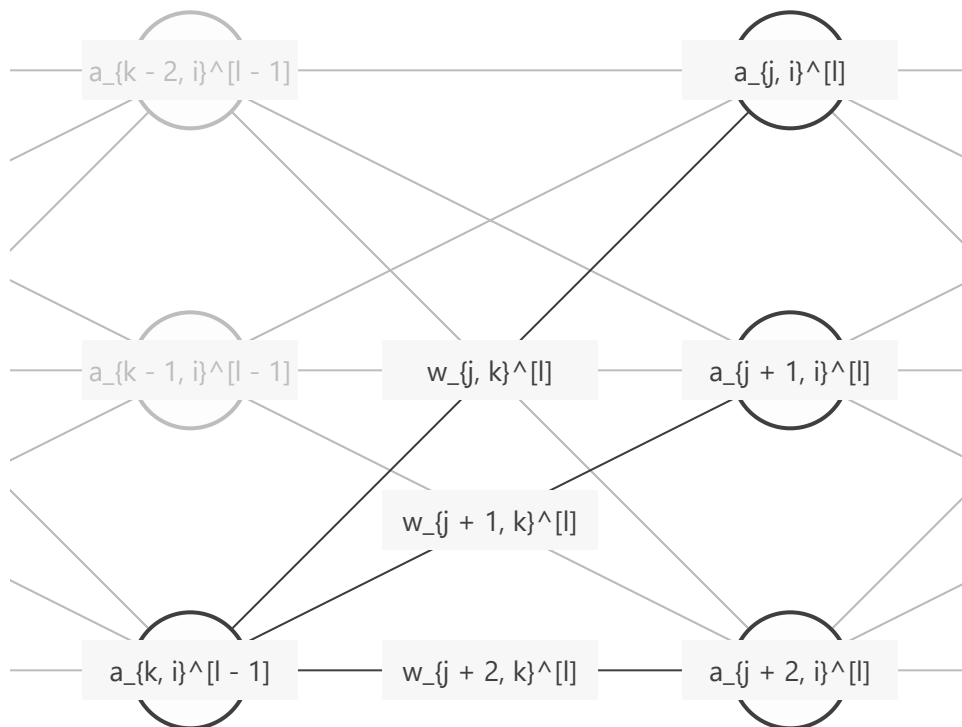 a_{k - 2, i}^[l - 1]
a_{j, i}^[l]
a_{k - 1, i}^[l - 1]
w_{j, k}^[l]
a_{j + 1, i}^[l]
w_{j + 1, k}^[l]
a_{k, i}^[l - 1]
w_{j + 2, k}^[l]
a_{j + 2, i}^[l]